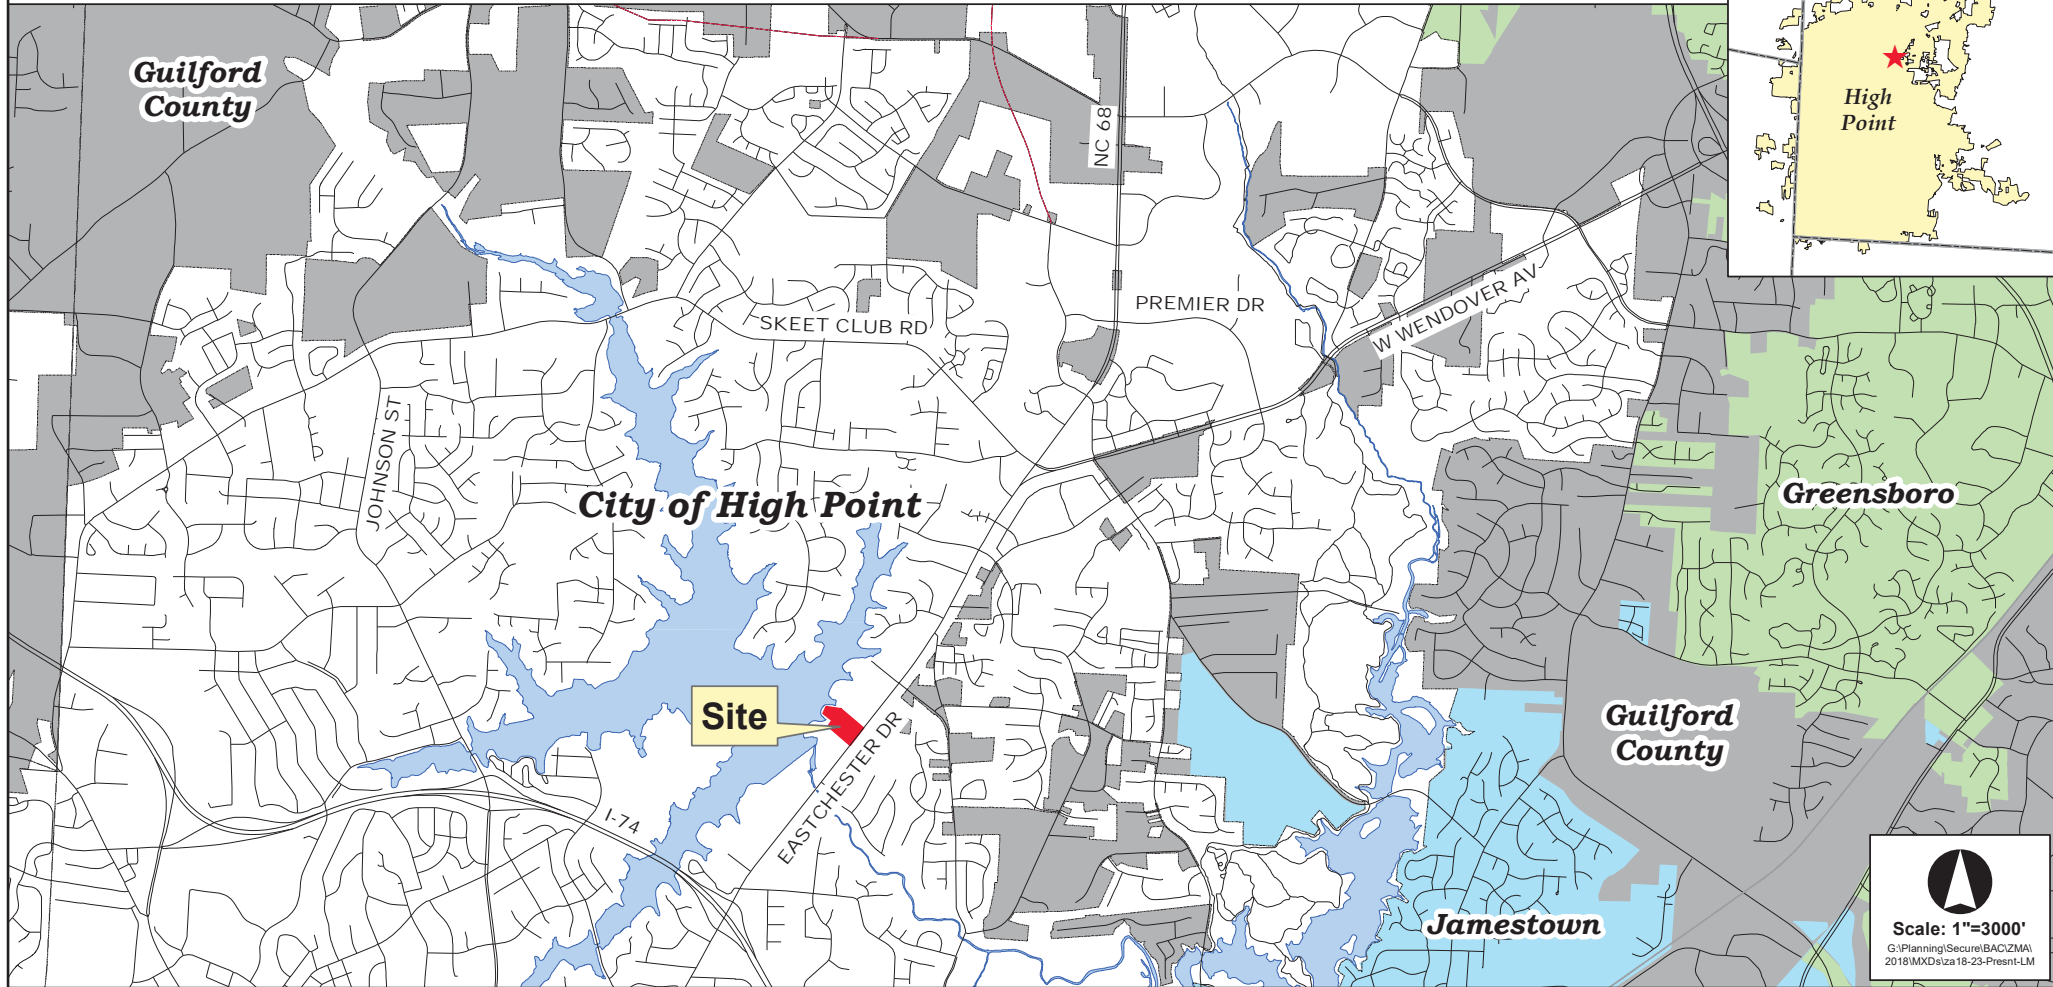 Guilford
County
NC 68
High
Point
PREMIER DR
SKEET CLUB RD
W WENDOVER AV
JOHNSON ST
City of High Point
Greensboro
Site
EASTCHESTER DR
Guilford
County
I-74
Jamestown
Scale: 1"=3000'
G:\Planning\Secure\BAC\ZMA\
2018\MXDs\za18-23-Presnt-LM